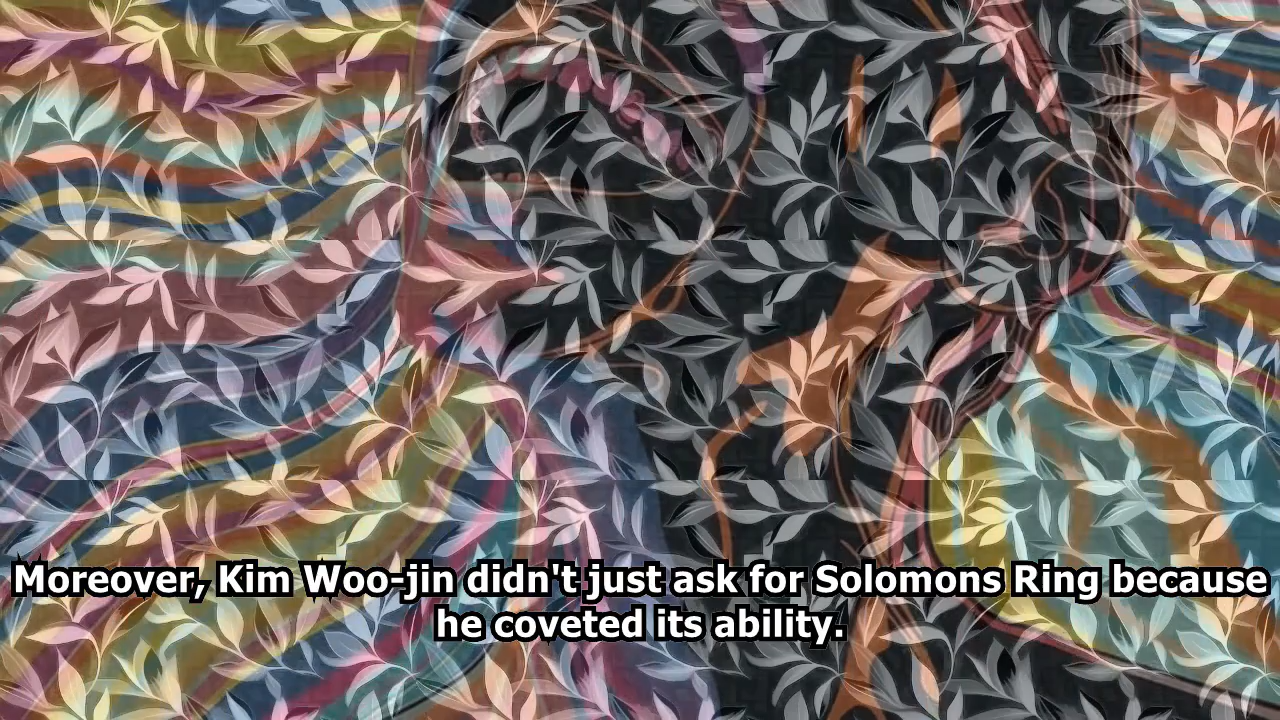 Moreover, Kim Woo-jin didn't just ask for Solomons Ring because
he coveted its ability.